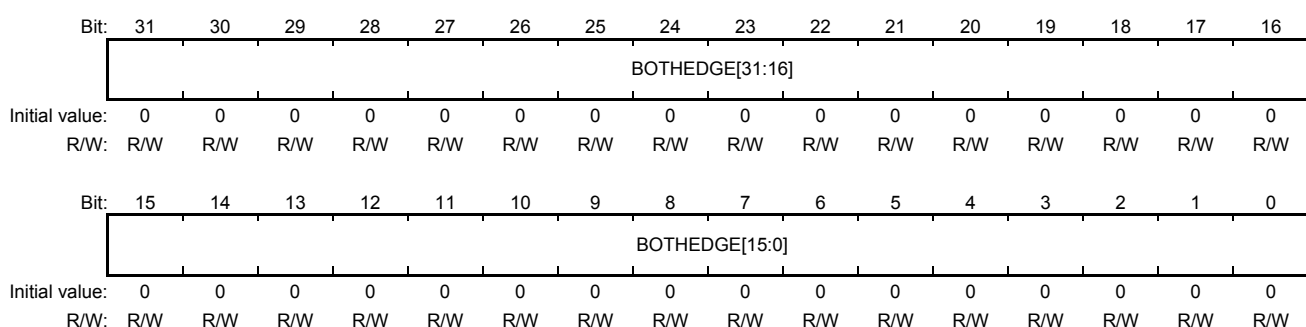 Bit: 31 30 29 28 27 26 25 24 23 22 21 20 19 18 17 16
BOTHEDGE[31:16]
Initial value: 0 0 0 0 0 0 0 0 0 0 0 0 0 0 0 0
R/W: R/W R/W R/W R/W R/W R/W R/W R/W R/W R/W R/W R/W R/W R/W R/W R/W
Bit: 15 14 13 12 11 10 9 8 7 6 5 4 3 2 1 0
BOTHEDGE[15:0]
Initial value: 0 0 0 0 0 0 0 0 0 0 0 0 0 0 0 0
R/W: R/W R/W R/W R/W R/W R/W R/W R/W R/W R/W R/W R/W R/W R/W R/W R/W